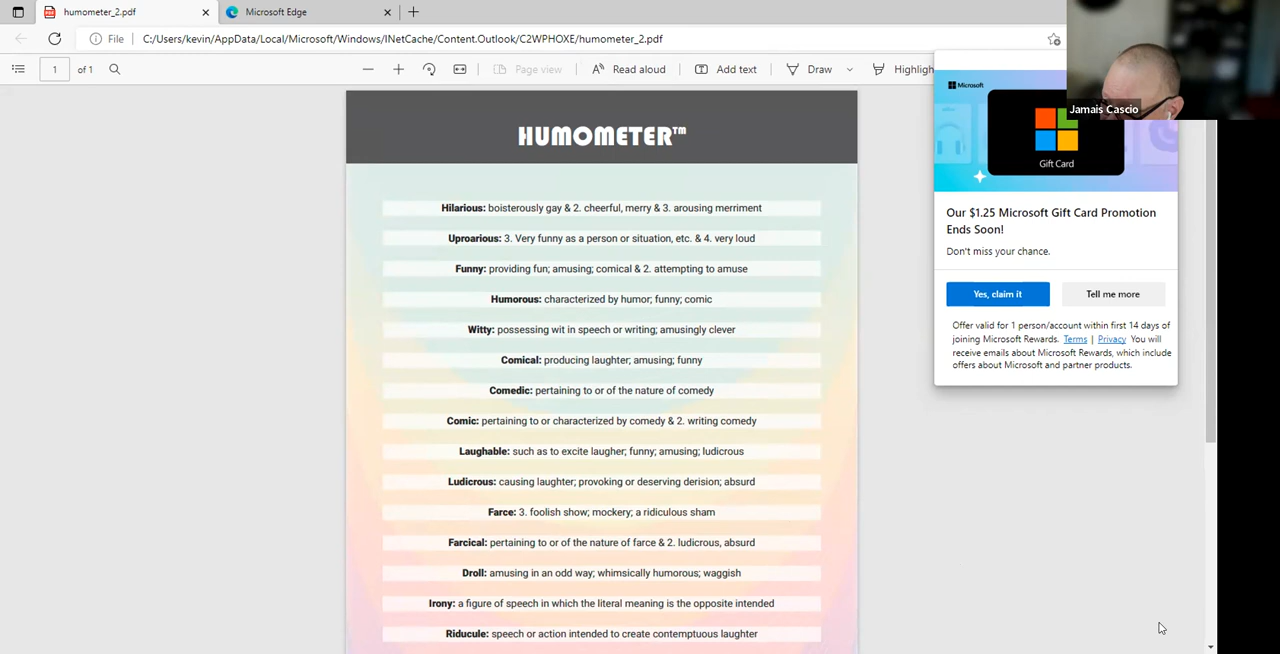 humometer_2.pdf
Microsoft Edge
File
C:/Users/kevin/AppData/Local/Microsoft/Windows/INetCache/Content.Outlook/C2WPHOXE/humometer_2.pdf
1 of 1
Page view
Read aloud
Add text
Draw
Highligh
HUMOMETER™
Hilarious: boisterously gay & 2. cheerful, merry & 3. arousing merriment
Uproarious: 3. Very funny as a person or situation, etc. & 4. very loud
Funny: providing fun; amusing; comical & 2. attempting to amuse
Humorous: characterized by humor; funny; comic
Witty: possessing wit in speech or writing; amusingly clever
Comical: producing laughter; amusing; funny
Comedic: pertaining to or of the nature of comedy
Comic: pertaining to or characterized by comedy & 2. writing comedy
Laughable: such as to excite laugher; funny; amusing; ludicrous
Ludicrous: causing laughter; provoking or deserving derision; absurd
Farce: 3. foolish show; mockery; a ridiculous sham
Farcical: pertaining to or of the nature of farce & 2. ludicrous, absurd
Droll: amusing in an odd way; whimsically humorous; waggish
Irony: a figure of speech in which the literal meaning is the opposite intended
Riducule: speech or action intended to create contemptuous laughter
Jamais Cascio
Microsoft
Gift Card
Our $1.25 Microsoft Gift Card Promotion
Ends Soon!
Don't miss your chance.
Yes, claim it
Tell me more
Offer valid for 1 person/account within first 14 days of
joining Microsoft Rewards. Terms | Privacy You will
receive emails about Microsoft Rewards, which include
offers about Microsoft and partner products.